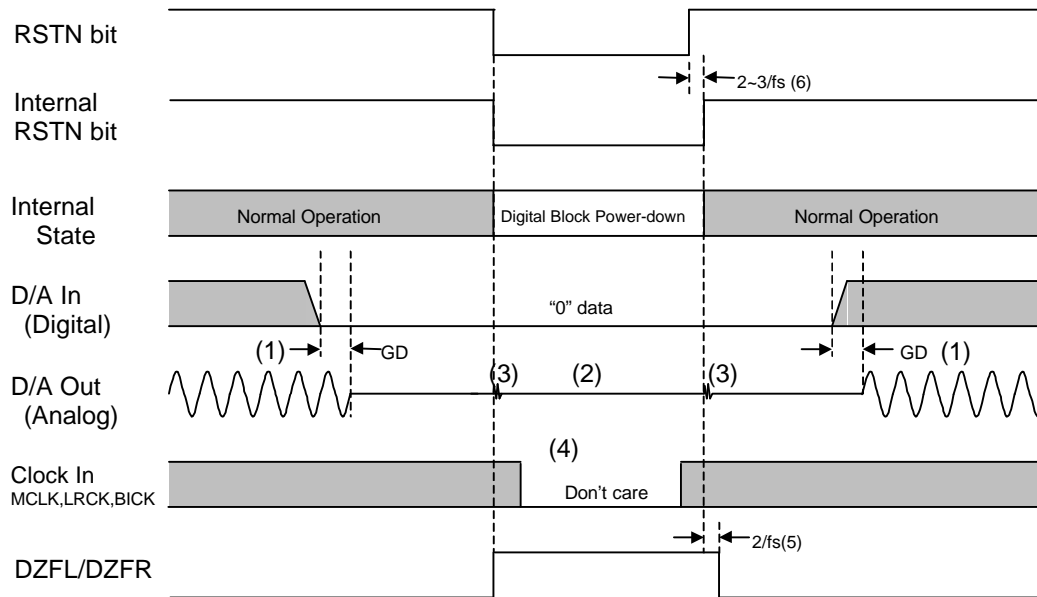 RSTN bit
2~3/fs (6)
Internal
RSTN bit
Internal
State
Normal Operation
Digital Block Power-down
Normal Operation
D/A In
(Digital)
“0” data
(1)
GD
GD
(1)
D/A Out
(Analog)
(3)
(2)
(3)
(4)
Clock In
MCLK,LRCK,BICK
Don’t care
2/fs(5)
DZFL/DZFR